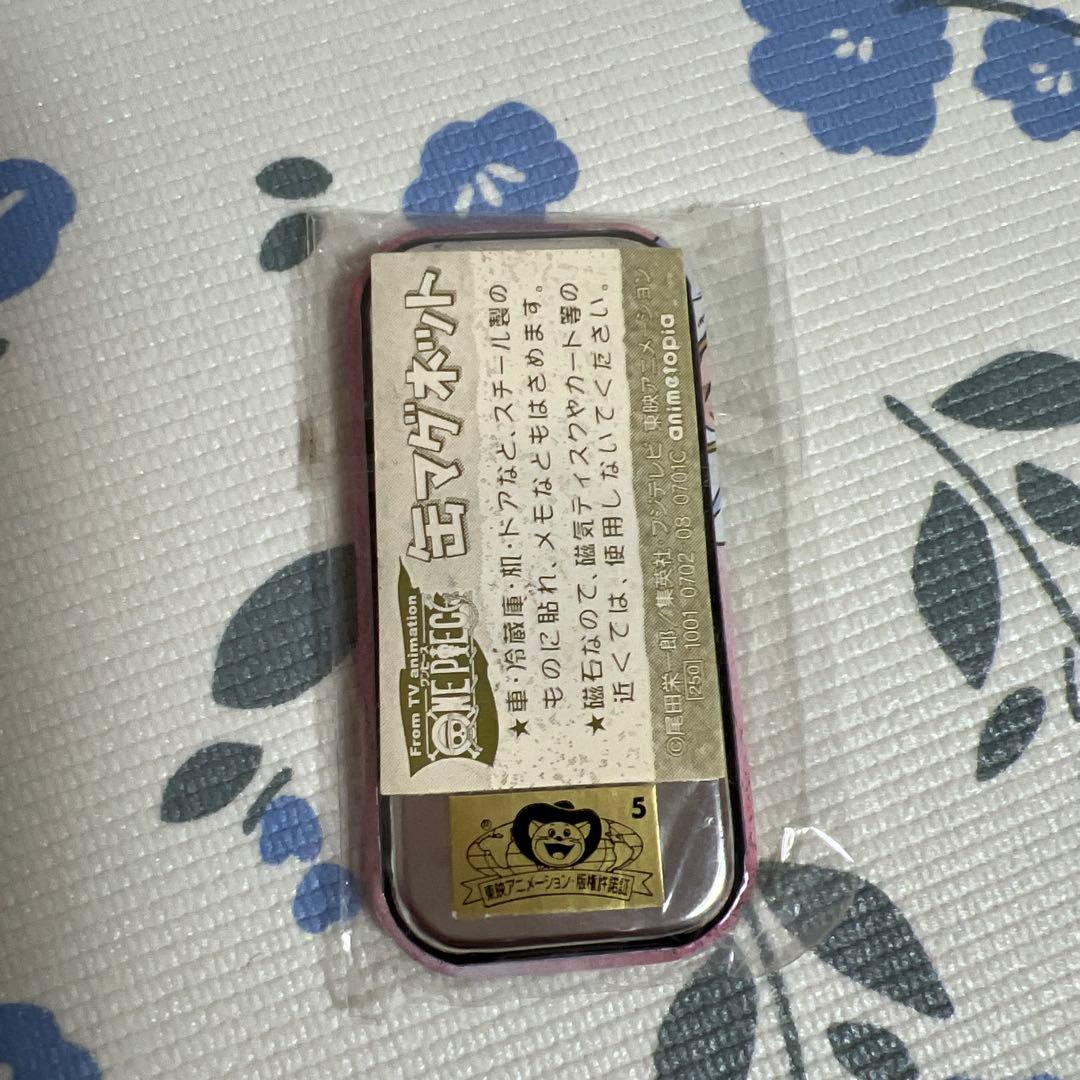 From TV animation
ワンピース
ONE PIECE
缶マグネット
★車・冷蔵庫・机・ドアなど、スチール製の
ものに貼れ、メモなどもはさめます。
★磁石なので、磁気ディスクやカード等の
近くでは、使用しないでください。
©尾田栄一郎/集英社・フジテレビ・東映アニメーション
250 1001 0702 08 0701C animetopia
® 5
東映アニメーション・版権許諾証